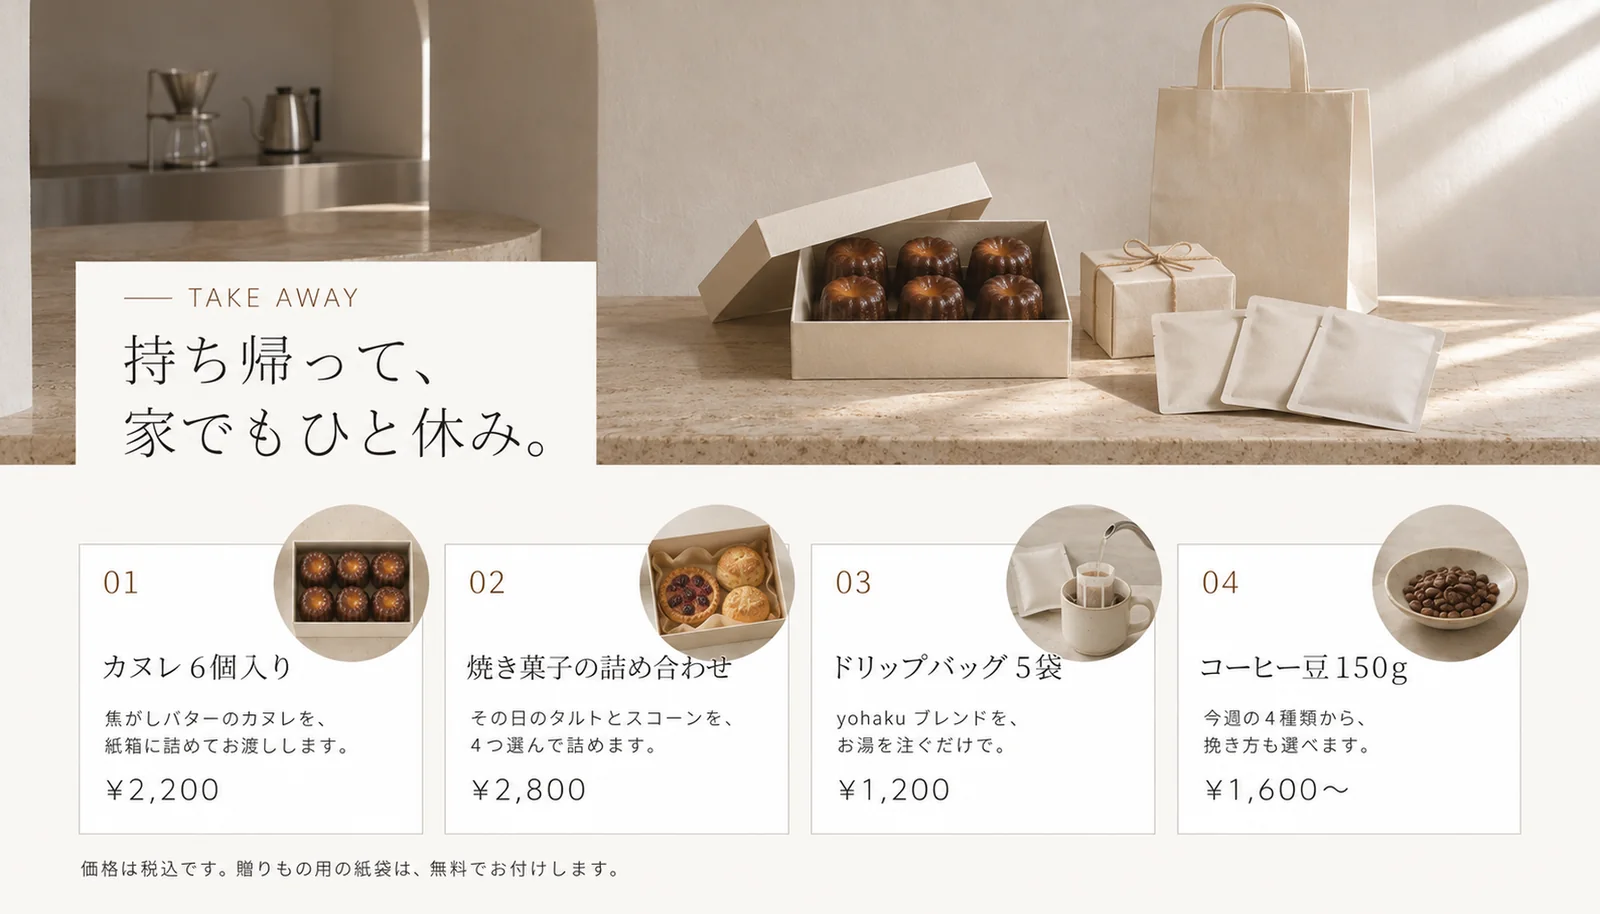 TAKE AWAY
持ち帰って、
家でもひと休み。
01
カヌレ 6個入り
焦がしバターのカヌレを、
紙箱に詰めてお渡しします。
¥2,200
02
焼き菓子の詰め合わせ
その日のタルトとスコーンを、
4つ選んで詰めます。
¥2,800
03
ドリップバッグ 5袋
yohaku ブレンドを、
お湯を注ぐだけで。
¥1,200
04
コーヒー豆 150g
今週の4種類から、
挽き方も選べます。
¥1,600〜
価格は税込です。贈りもの用の紙袋は、無料でお付けします。